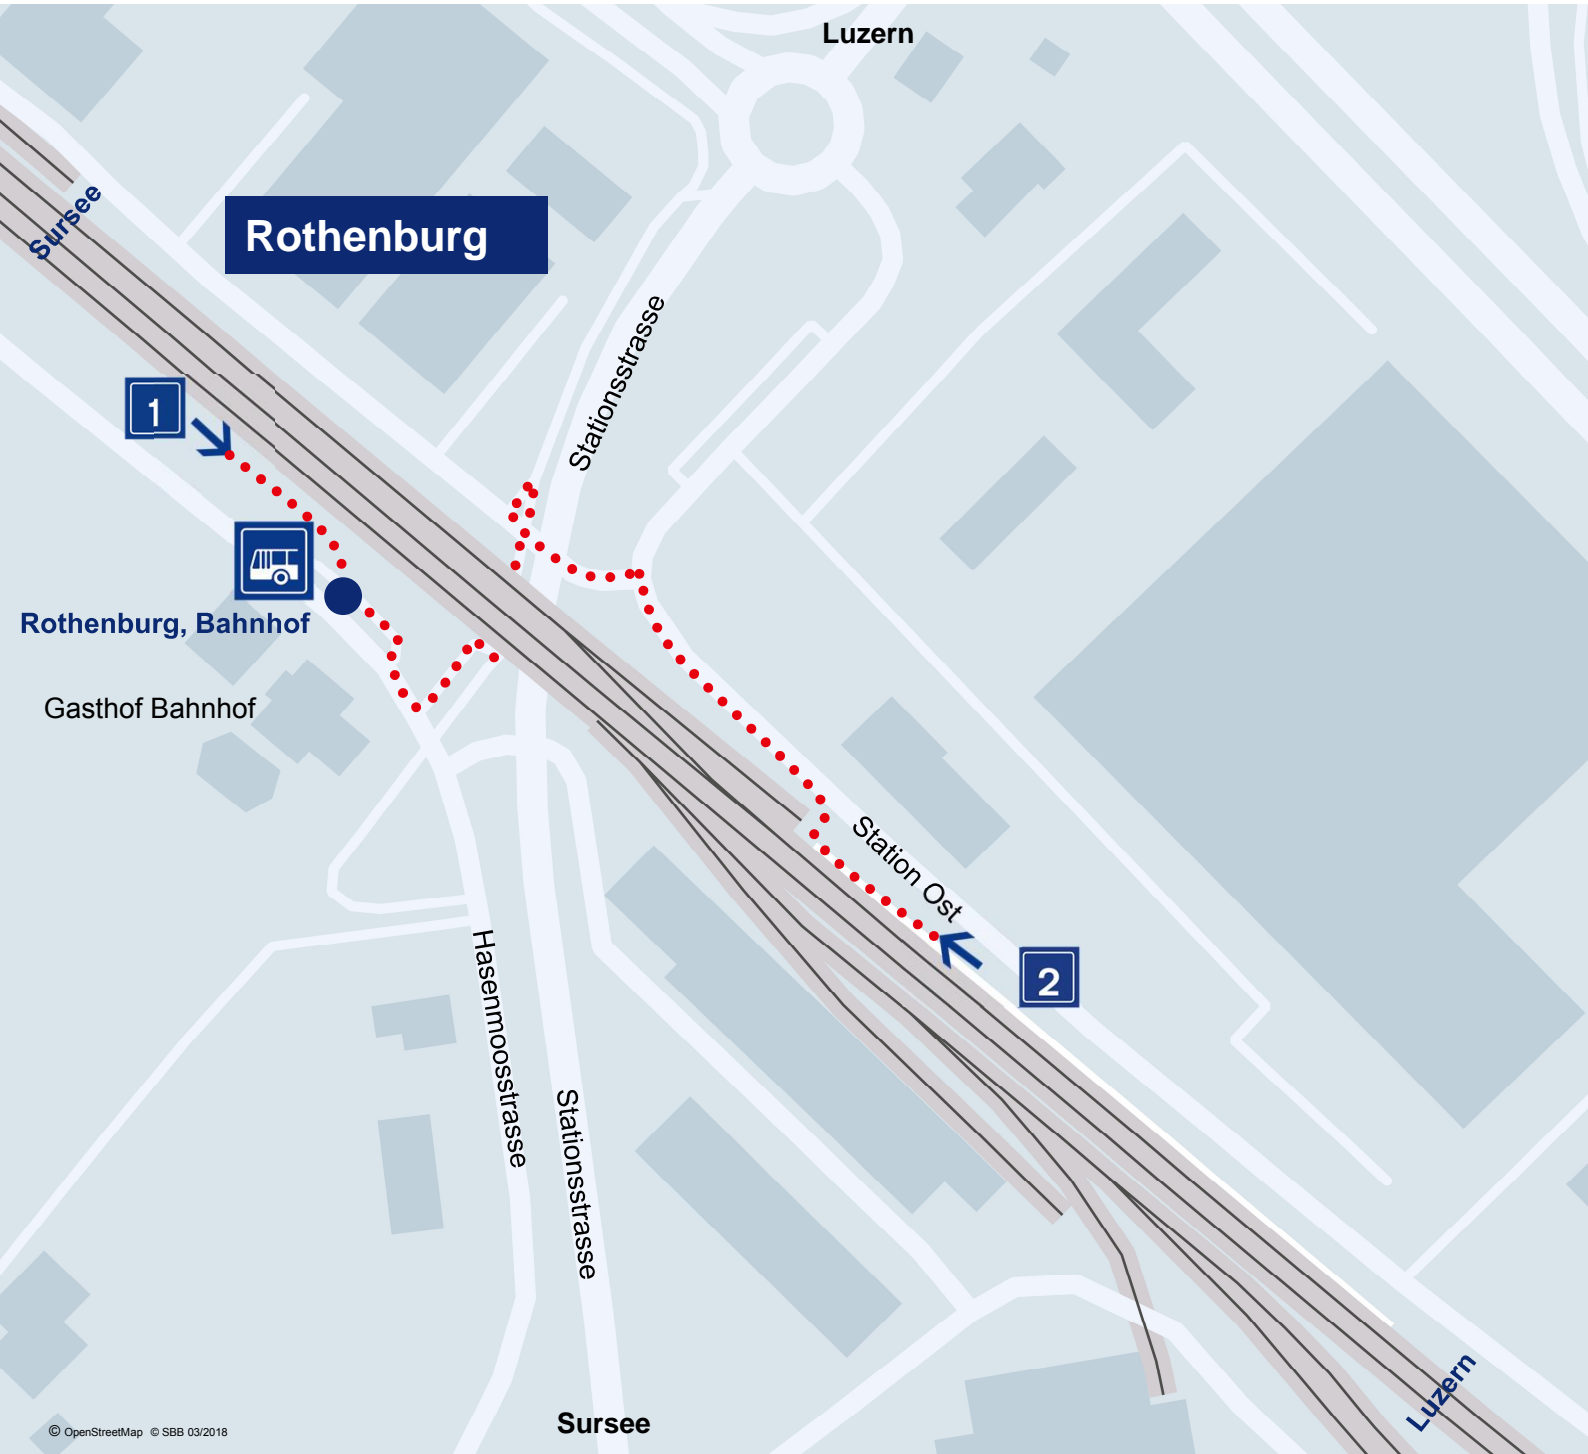 Luzern
Sursee
Rothenburg
Stationsstrasse
1
Rothenburg, Bahnhof
Gasthof Bahnhof
Station Ost
2
Hasenmoosstrasse
Stationsstrasse
Luzern
Sursee
© OpenStreetMap © SBB 03/2018